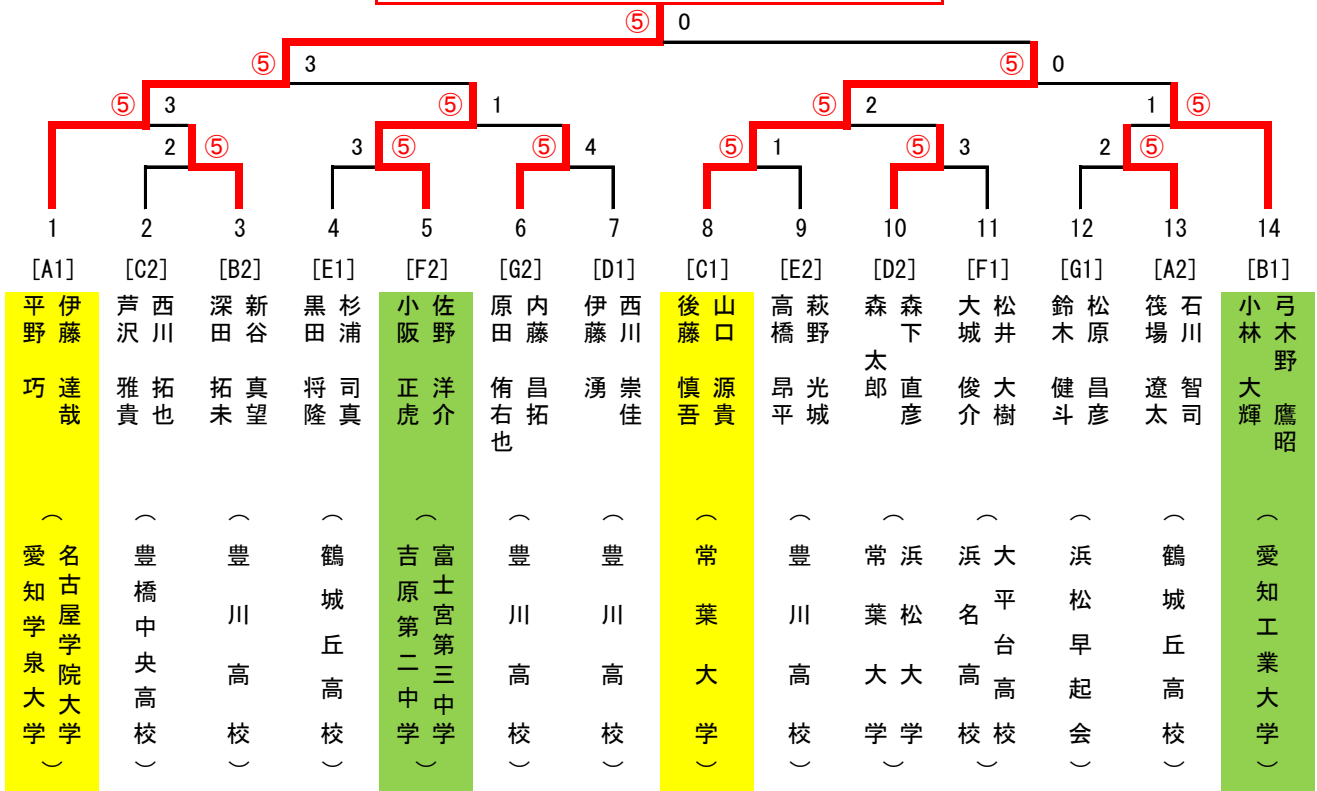 ⑤ 0
⑤ 3 ⑤ 0
⑤ 3 ⑤ 1 ⑤ 2 1 ⑤
2 ⑤ 3 ⑤ ⑤ 4 ⑤ 1 ⑤ 3 2 ⑤
1 2 3 4 5 6 7 8 9 10 11 12 13 14
[A1] [C2] [B2] [E1] [F2] [G2] [D1] [C1] [E2] [D2] [F1] [G1] [A2] [B1]
伊藤 達哉
平野 巧
西川 拓也
芦沢 雅貴
新谷 真望
深田 拓未
杉浦 司真
黒田 将隆
佐野 洋介
小阪 正虎
内藤 昌拓
原田 侑右也
西川 崇佳
伊藤 湧
山口 源貴
後藤 慎吾
萩野 光城
高橋 昂平
森下 直彦
森 太郎
松井 大樹
大城 俊介
松原 昌彦
鈴木 健斗
石川 智司
筏場 遼太
弓木野 鷹昭
小林 大輝
（名古屋学院大学
愛知学泉大学）
（豊橋中央高校）
（豊川高校）
（鶴城丘高校）
（富士宮第三中学
吉原第二中学）
（豊川高校）
（豊川高校）
（常葉大学）
（豊川高校）
（浜松大学
常葉大学）
（大平台高校
浜名高校）
（浜松早起会）
（鶴城丘高校）
（愛知工業大学）